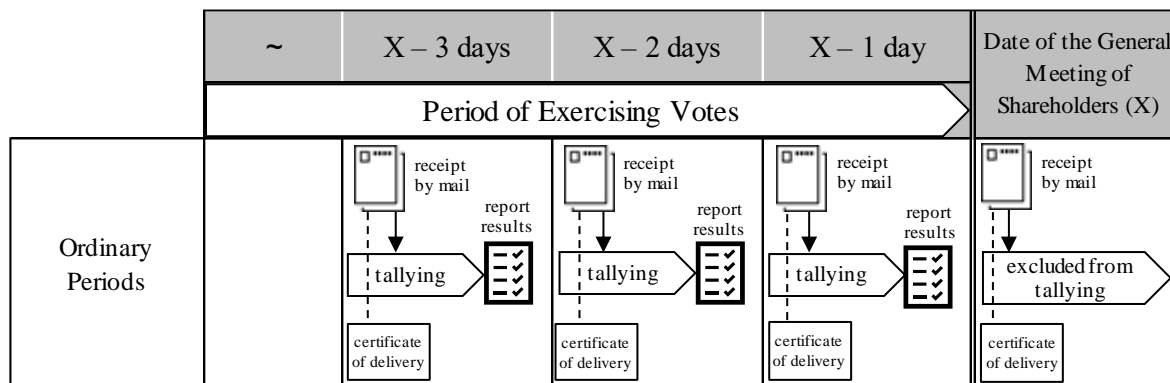 ~
X – 3 days
X – 2 days
X – 1 day
Date of the General
Meeting of
Shareholders (X)
Period of Exercising Votes
Ordinary
Periods
receipt
by mail
report
results
tallying
certificate
of delivery
receipt
by mail
report
results
tallying
certificate
of delivery
receipt
by mail
report
results
tallying
certificate
of delivery
receipt
by mail
excluded from
tallying
certificate
of delivery